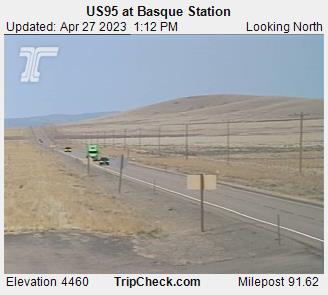 US95 at Basque Station
Updated: Apr 27 2023 1:12 PM Looking North
Elevation 4460 TripCheck.com Milepost 91.62